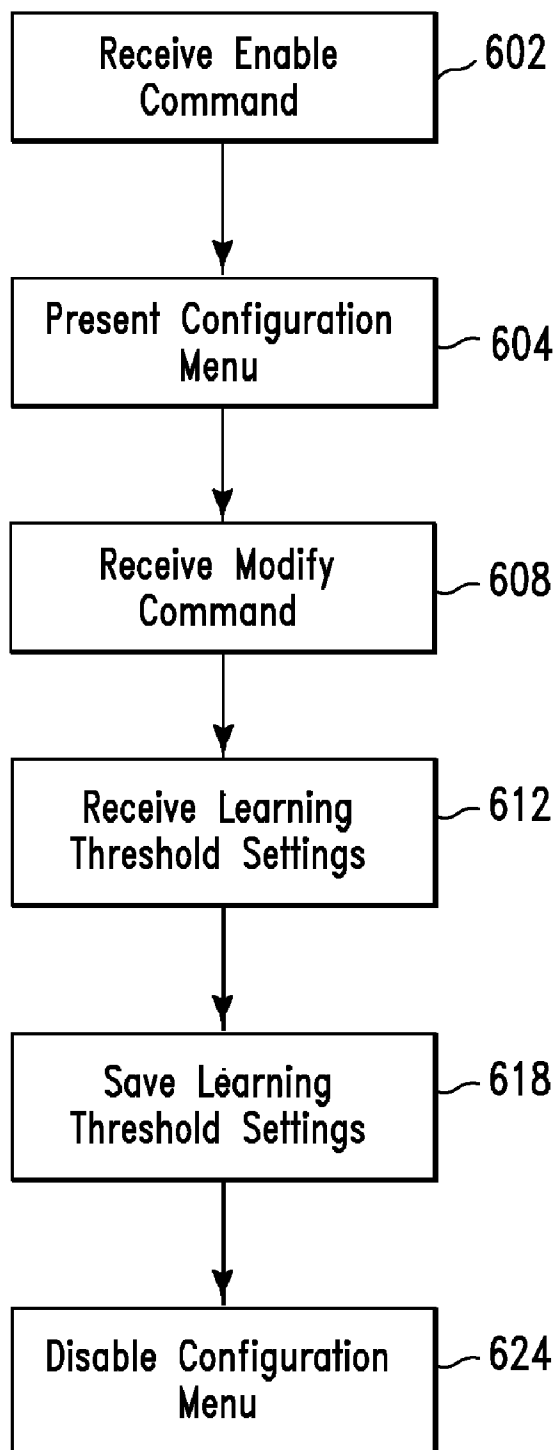 Receive Enable
Command
602
Present Configuration
Menu
604
Receive Modify
Command
608
Receive Learning
Threshold Settings
612
Save Learning
Threshold Settings
618
Disable Configuration
Menu
624